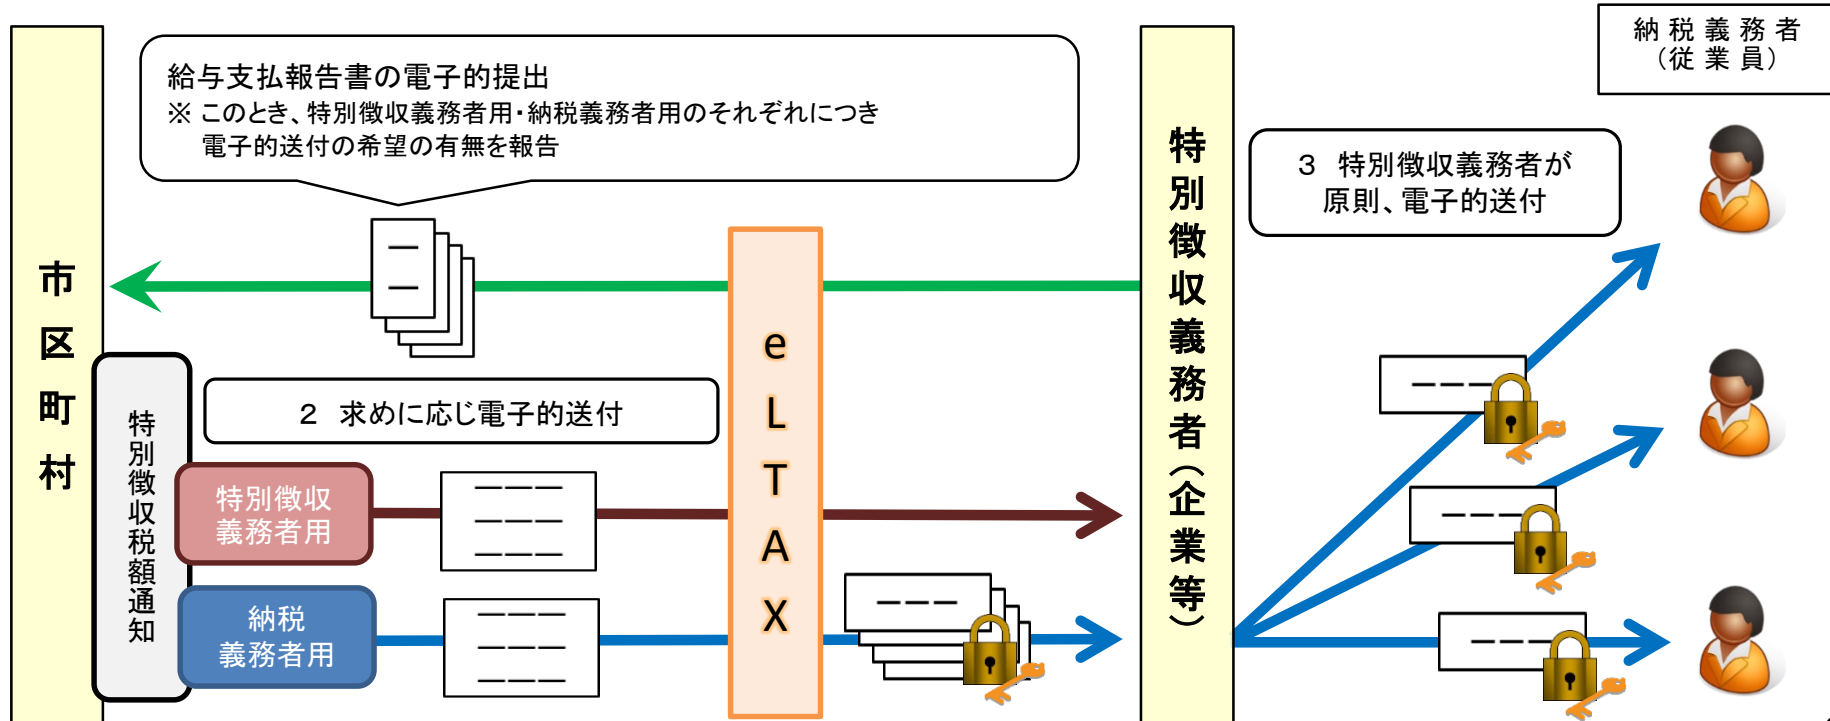 納税義務者
（従業員）
給与支払報告書の電子的提出
※ このとき、特別徴収義務者用・納税義務者用のそれぞれにつき
電子的送付の希望の有無を報告
市区町村
特別徴収税額通知
２　求めに応じ電子的送付
特別徴収
義務者用
納税
義務者用
eLTAX
特別徴収義務者（企業等）
３　特別徴収義務者が
原則、電子的送付